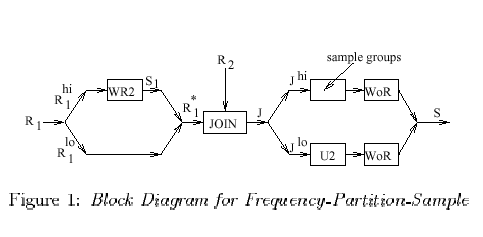 sample groups
R2
R1
R1 hi
WR2
S1
R1*
JOIN
J
J hi
WoR
S
R1 lo
J lo
U2
WoR
Figure 1: Block Diagram for Frequency-Partition-Sample